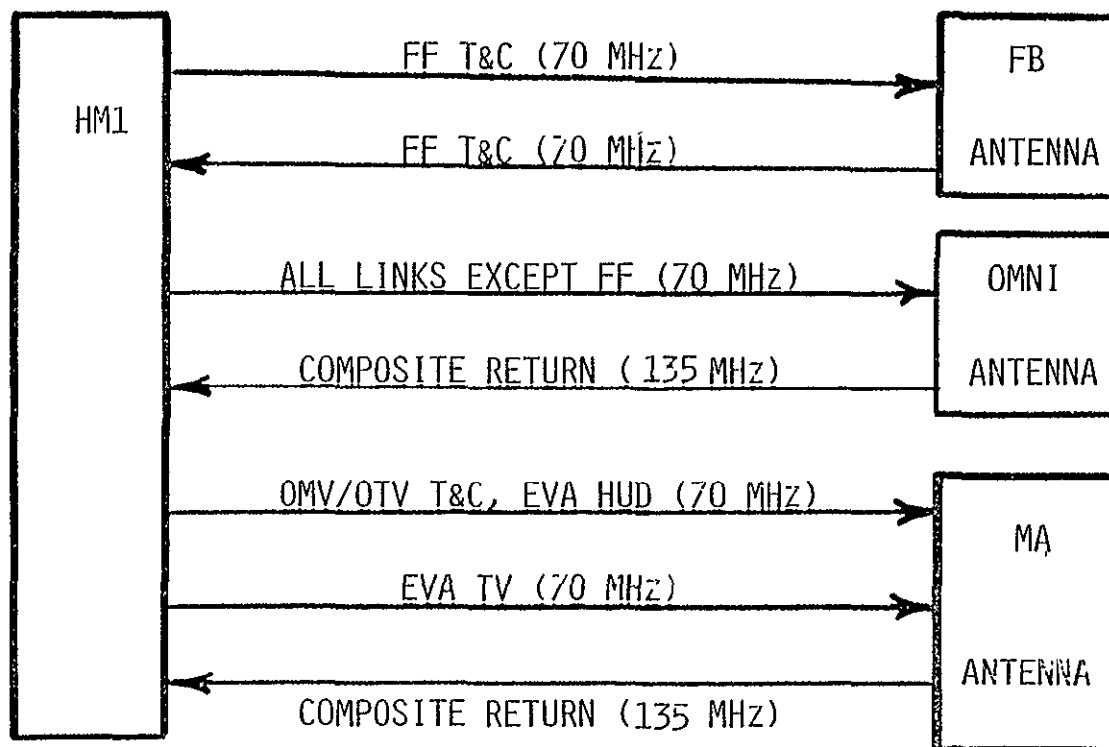 HM1
FF T&C (70 MHz)
FF T&C (70 MHz)
FB
ANTENNA
ALL LINKS EXCEPT FF (70 MHz)
COMPOSITE RETURN (135 MHz)
OMNI
ANTENNA
OMV/OTV T&C, EVA HUD (70 MHz)
EVA TV (70 MHz)
COMPOSITE RETURN (135 MHz)
MA
ANTENNA